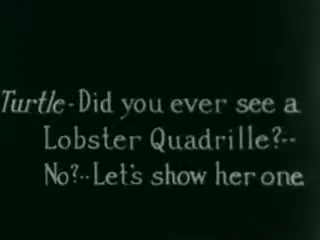 Turtle-Did you ever see a
Lobster Quadrille?--
No?--Let's show her one